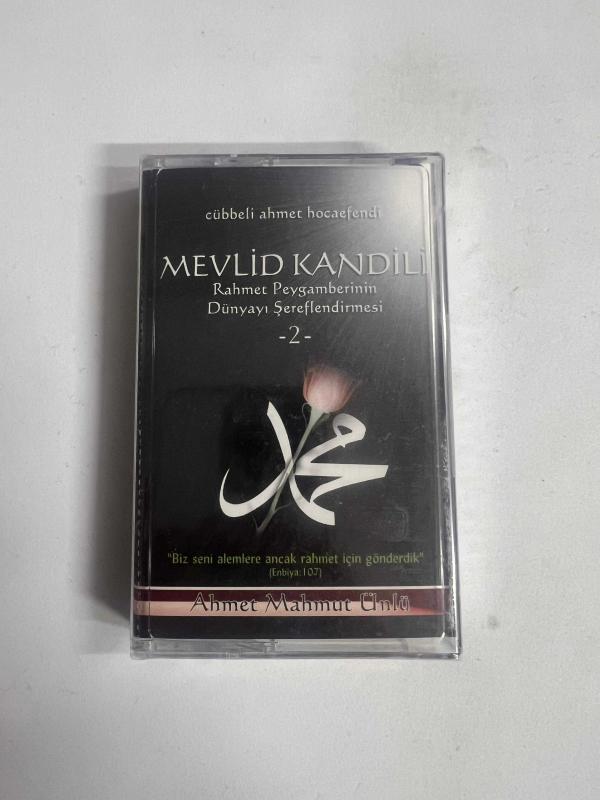 cübbeli ahmet hocaefendi
MEVLİD KANDİLİ
Rahmet Peygamberinin
Dünyayı Şereflendirmesi
-2-
محمد
"Biz seni alemlere ancak rahmet için gönderdik"
(Enbiya:107)
Ahmet Mahmut Ünlü